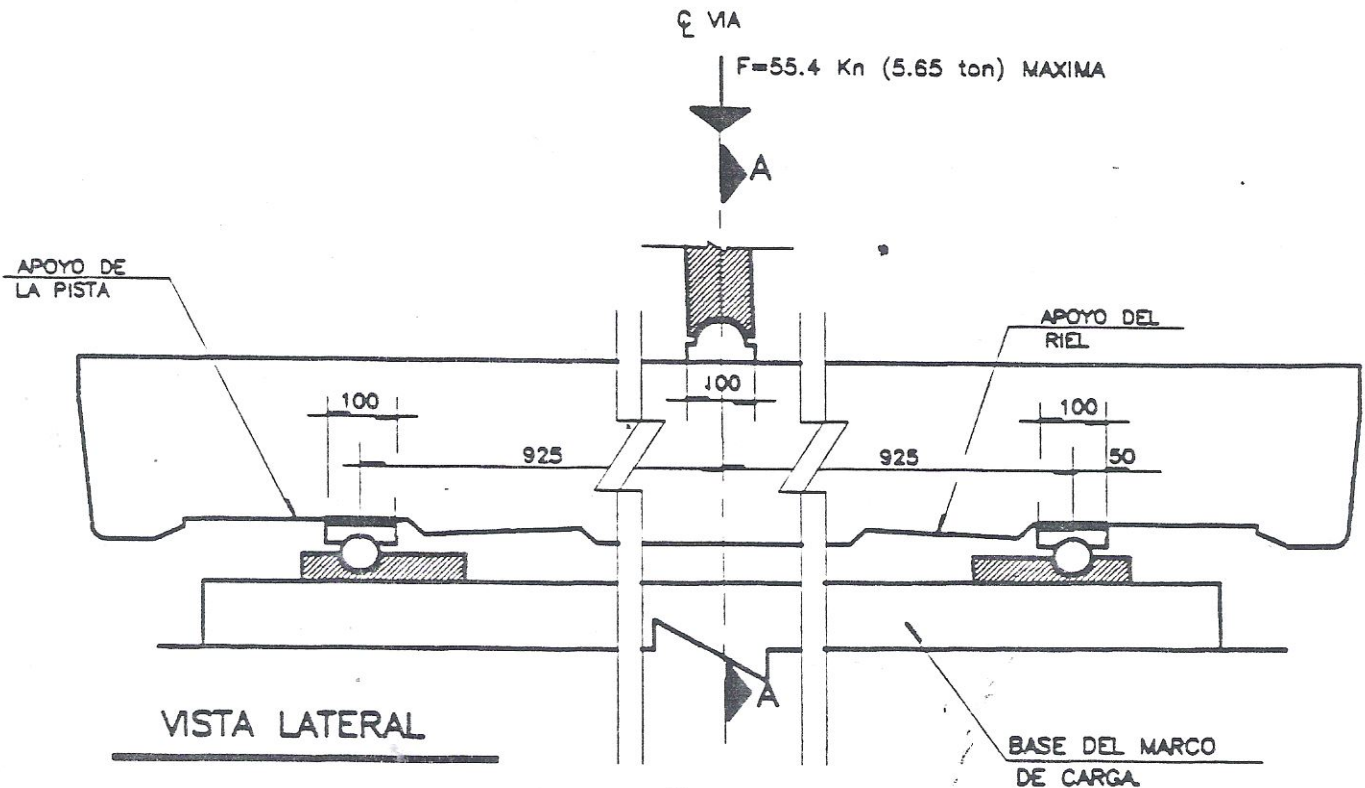 ℄ VIA
F=55.4 Kn (5.65 ton) MAXIMA
A
APOYO DE
LA PISTA
APOYO DEL
RIEL
100
100
100
925
925
50
A
VISTA LATERAL
BASE DEL MARCO
DE CARGA